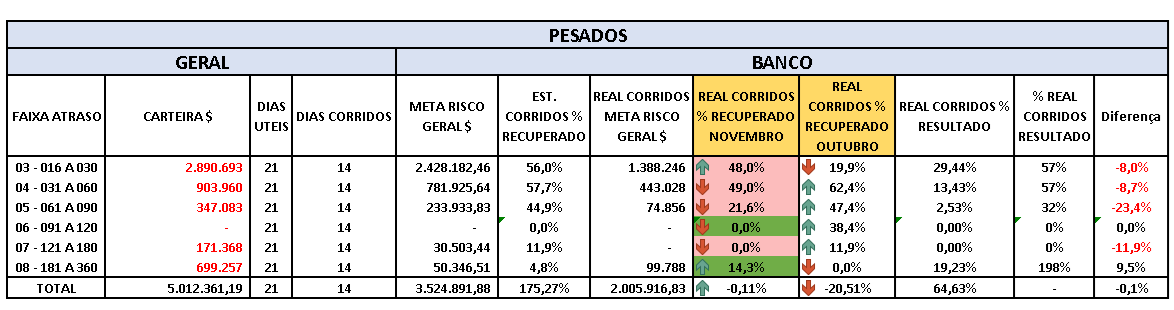 PESADOS
GERAL BANCO
FAIXA ATRASO CARTEIRA $ DIAS UTEIS DIAS CORRIDOS META RISCO GERAL $ EST. CORRIDOS % RECUPERADO REAL CORRIDOS META RISCO GERAL $ REAL CORRIDOS % RECUPERADO NOVEMBRO REAL CORRIDOS % RECUPERADO OUTUBRO REAL CORRIDOS % RESULTADO % REAL CORRIDOS RESULTADO Diferença
03 - 016 A 030 2.890.693 21 14 2.428.182,46 56,0% 1.388.246 48,0% 19,9% 29,44% 57% -8,0%
04 - 031 A 060 903.960 21 14 781.925,64 57,7% 443.028 49,0% 62,4% 13,43% 57% -8,7%
05 - 061 A 090 347.083 21 14 233.933,83 44,9% 74.856 21,6% 47,4% 2,53% 32% -23,4%
06 - 091 A 120 - 21 14 0,0% - 0,0% 38,4% 0,00% 0% 0,0%
07 - 121 A 180 171.368 21 14 30.503,44 11,9% - 0,0% 11,9% 0,00% 0% -11,9%
08 - 181 A 360 699.257 21 14 50.346,51 4,8% 99.788 14,3% 0,0% 19,23% 198% 9,5%
TOTAL 5.012.361,19 21 14 3.524.891,88 175,27% 2.005.916,83 -0,11% -20,51% 64,63% - -0,1%